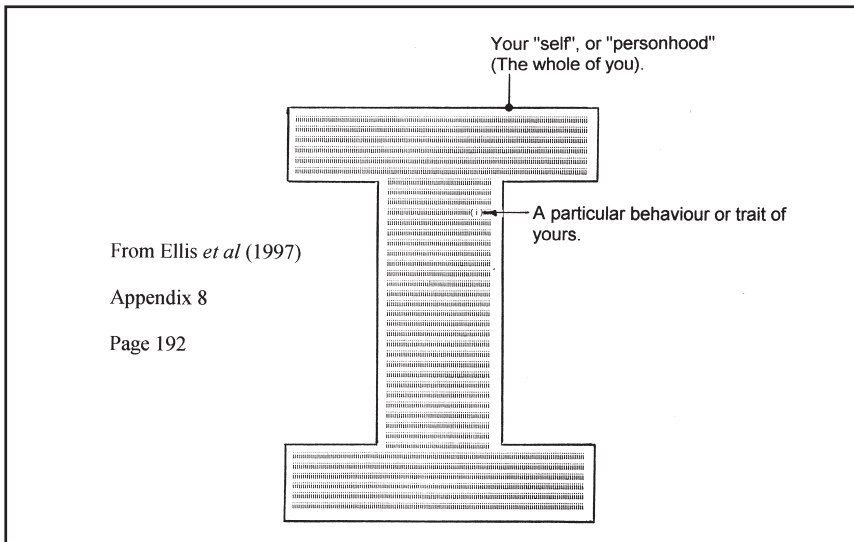 Your "self", or "personhood"
(The whole of you).
(i)
A particular behaviour or trait of
yours.
From Ellis et al (1997)
Appendix 8
Page 192